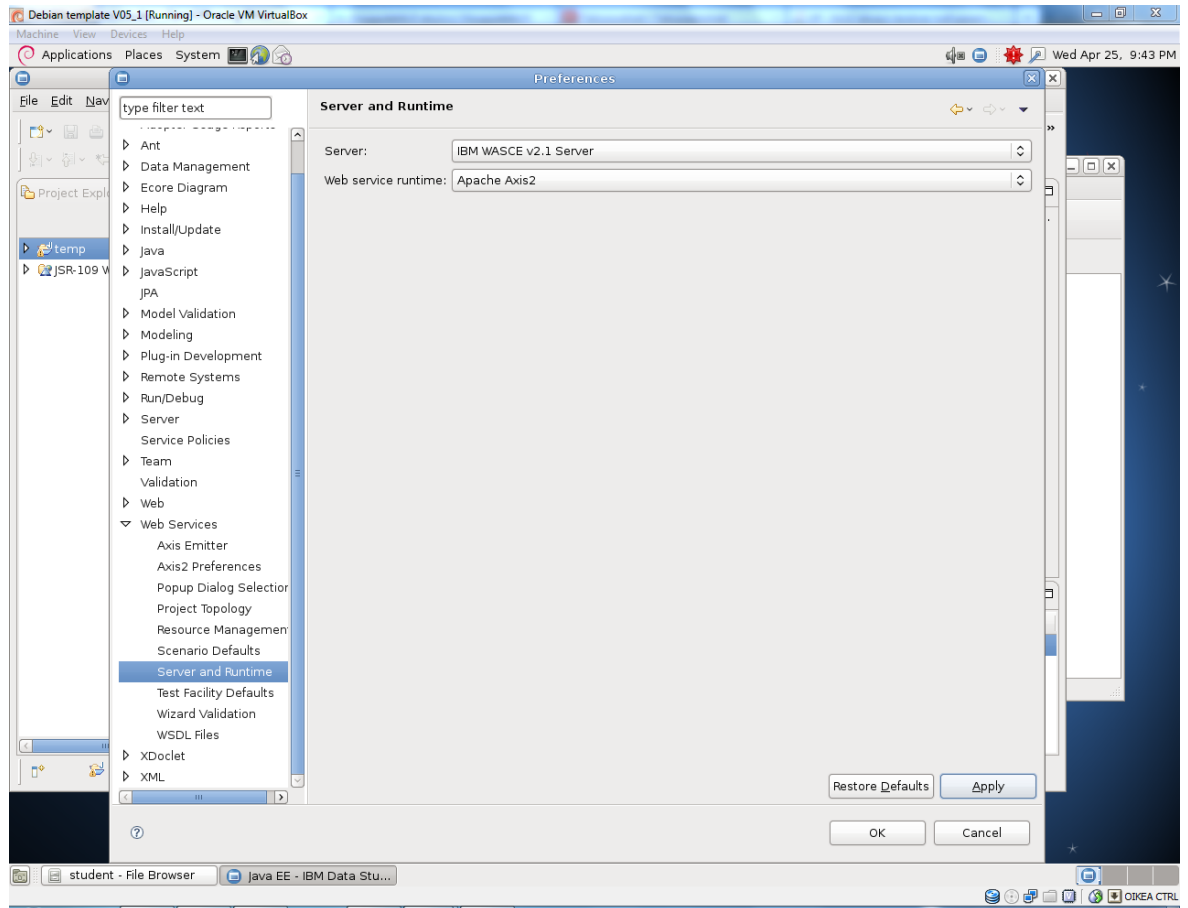 Debian template V05_1 [Running] - Oracle VM VirtualBox
Machine View Devices Help
Applications Places System Wed Apr 25, 9:43 PM
Preferences
File Edit Nav
type filter text
Server and Runtime
Project Explo
temp
JSR-109 W
Ant
Data Management
Ecore Diagram
Help
Install/Update
Java
JavaScript
JPA
Model Validation
Modeling
Plug-in Development
Remote Systems
Run/Debug
Server
Service Policies
Team
Validation
Web
Web Services
Axis Emitter
Axis2 Preferences
Popup Dialog Selection
Project Topology
Resource Managemen
Scenario Defaults
Server and Runtime
Test Facility Defaults
Wizard Validation
WSDL Files
XDoclet
XML
Server: IBM WASCE v2.1 Server
Web service runtime: Apache Axis2
Restore Defaults Apply
OK Cancel
student - File Browser Java EE - IBM Data Stu...
OIKEA CTRL